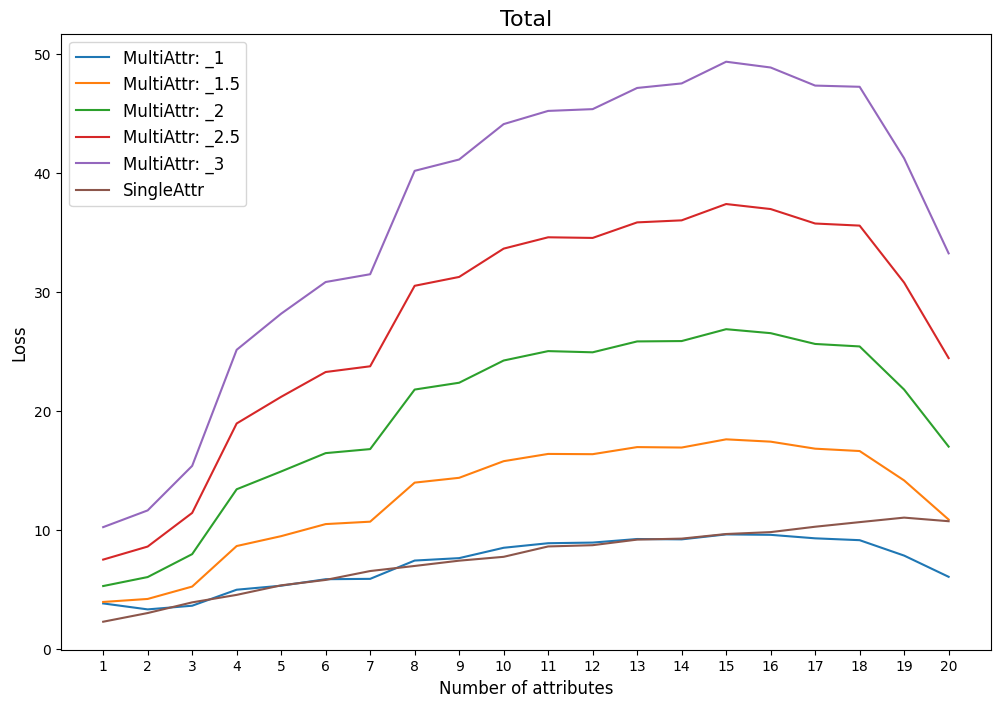 Total
MultiAttr: _1
MultiAttr: _1.5
MultiAttr: _2
MultiAttr: _2.5
MultiAttr: _3
SingleAttr
50
40
30
20
10
0
Loss
1 2 3 4 5 6 7 8 9 10 11 12 13 14 15 16 17 18 19 20
Number of attributes